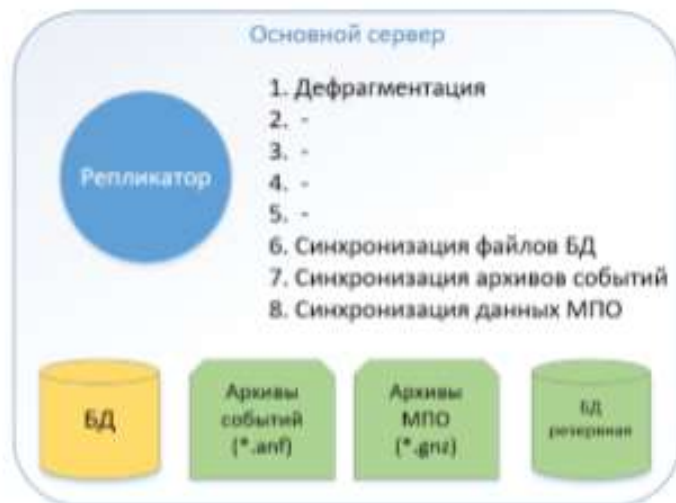 Основной сервер
Репликатор
1. Дефрагментация
2. -
3. -
4. -
5. -
6. Синхронизация файлов БД
7. Синхронизация архивов событий
8. Синхронизация данных МПО
БД
Архивы
событий
(*.anf)
Архивы
МПО
(*.gnz)
БД
резервная